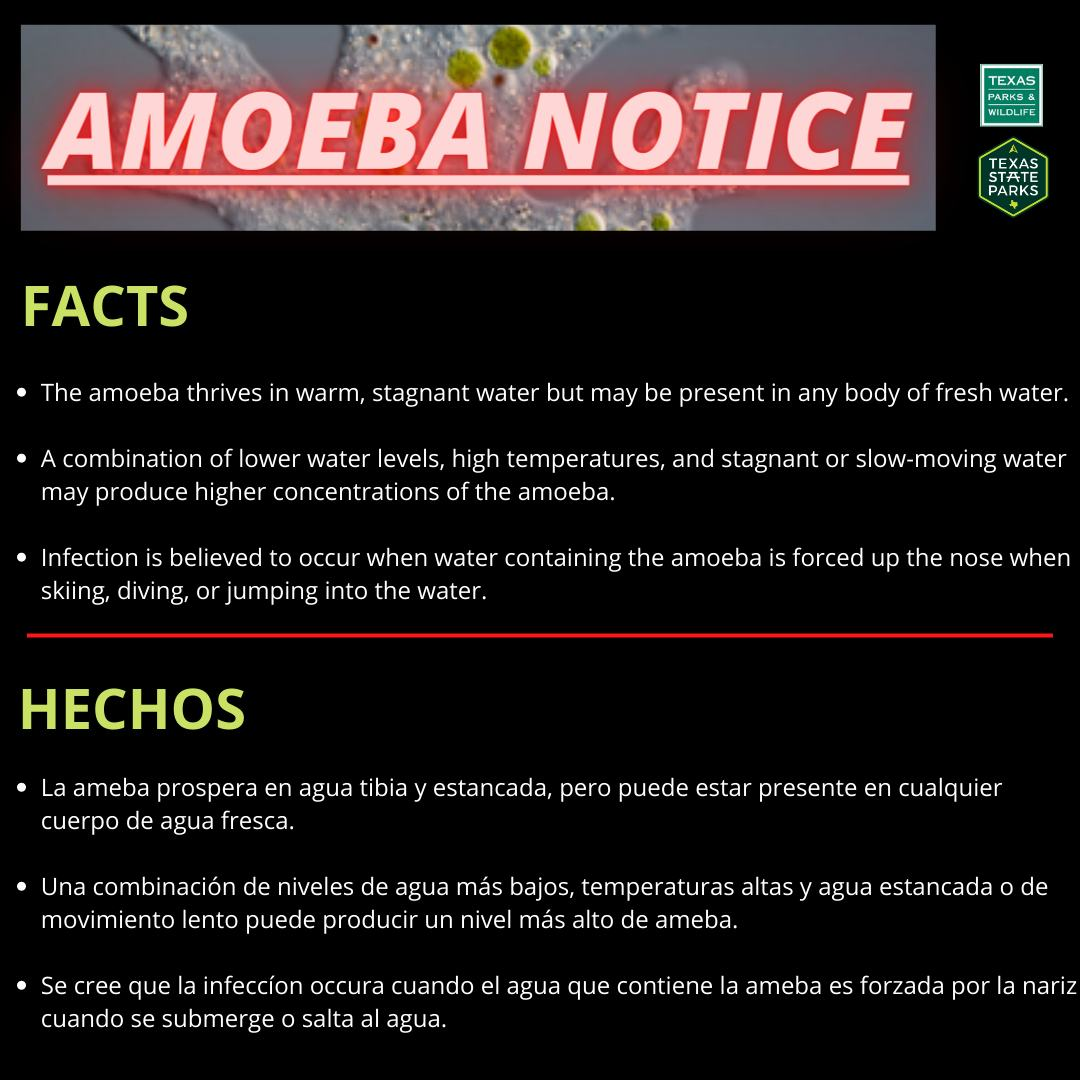 AMOEBA NOTICE
TEXAS
PARKS &
WILDLIFE
TEXAS
STATE
PARKS
FACTS
• The amoeba thrives in warm, stagnant water but may be present in any body of fresh water.
• A combination of lower water levels, high temperatures, and stagnant or slow-moving water
may produce higher concentrations of the amoeba.
• Infection is believed to occur when water containing the amoeba is forced up the nose when
skiing, diving, or jumping into the water.
HECHOS
• La ameba prospera en agua tibia y estancada, pero puede estar presente en cualquier
cuerpo de agua fresca.
• Una combinación de niveles de agua más bajos, temperaturas altas y agua estancada o de
movimiento lento puede producir un nivel más alto de ameba.
• Se cree que la infeccíon occura cuando el agua que contiene la ameba es forzada por la nariz
cuando se submerge o salta al agua.